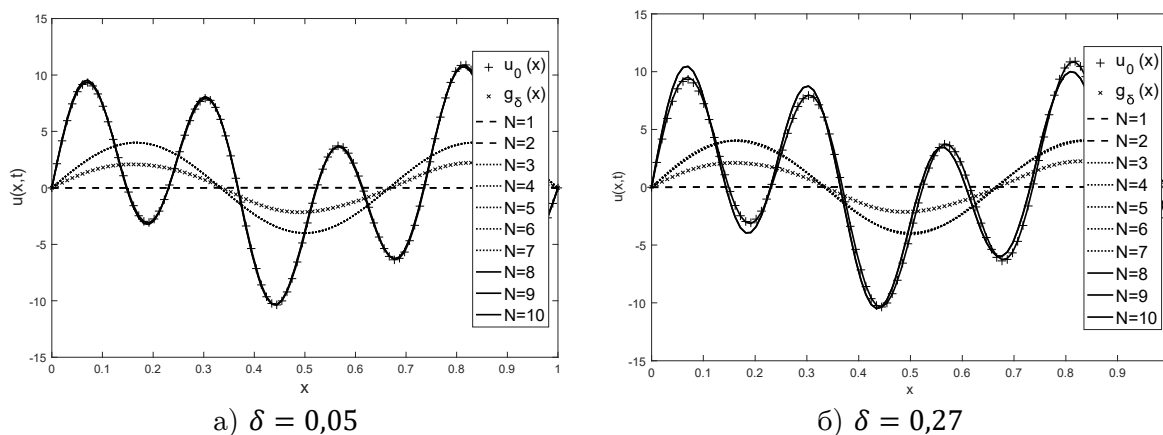 15
10
5
0
-5
-10
-15
u(x,t)
0 0.1 0.2 0.3 0.4 0.5 0.6 0.7 0.8 0.9 1
x
u0 (x)
gδ (x)
N=1
N=2
N=3
N=4
N=5
N=6
N=7
N=8
N=9
N=10
а) δ = 0,05
15
10
5
0
-5
-10
-15
u(x,t)
0 0.1 0.2 0.3 0.4 0.5 0.6 0.7 0.8 0.9
x
u0 (x)
gδ (x)
N=1
N=2
N=3
N=4
N=5
N=6
N=7
N=8
N=9
N=10
б) δ = 0,27